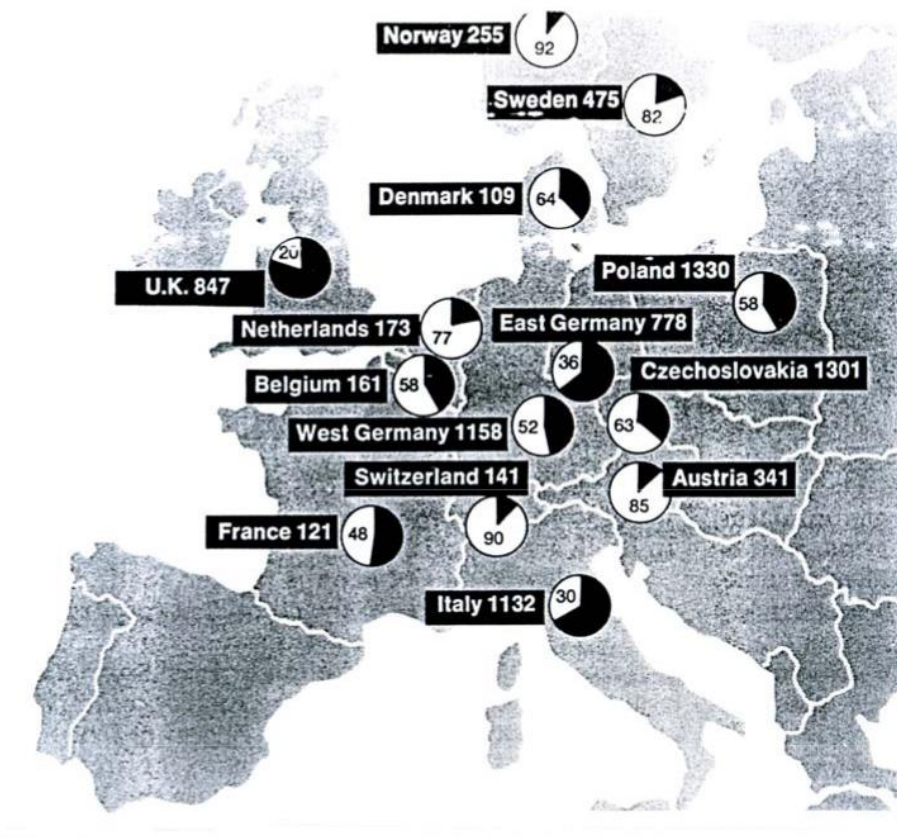 Norway 255
92
Sweden 475
82
Denmark 109
64
20
U.K. 847
Poland 1330
58
Netherlands 173
77
East Germany 778
36
Belgium 161
58
Czechoslovakia 1301
63
West Germany 1158
52
Switzerland 141
90
Austria 341
85
France 121
48
Italy 1132
30